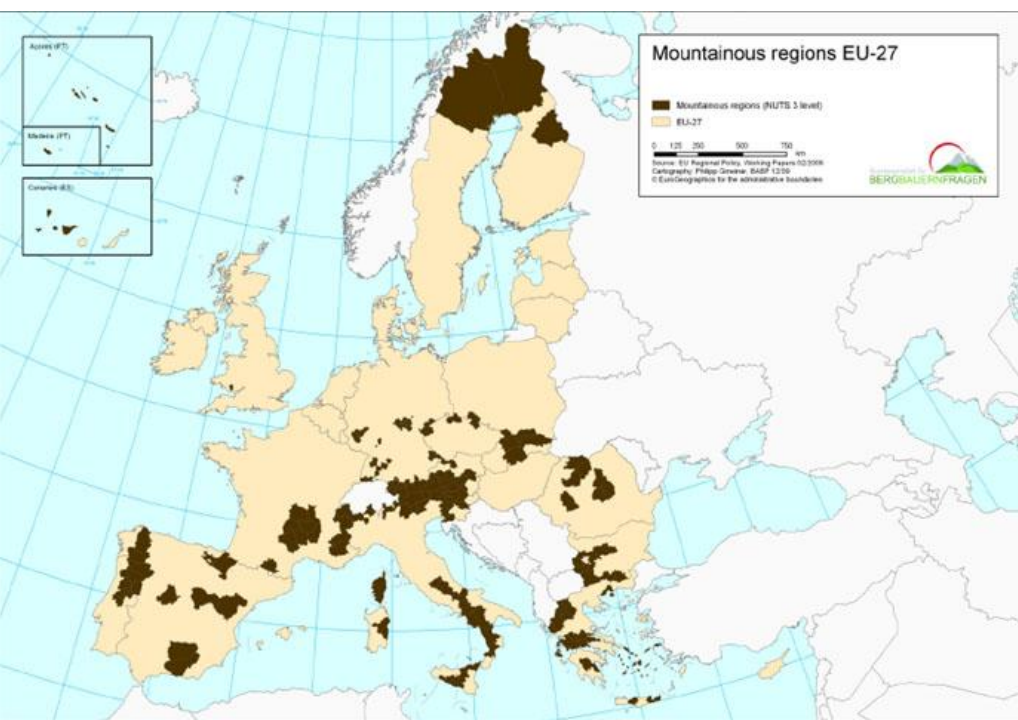 Mountainous regions EU-27
Mountainous regions (NUTS 3 level)
EU-27
0 125 250 500 750
km
Source: EU Regional Policy, Working Papers 02/2009
Cartography: Philipp Gmeiner, BABF 12/09
© EuroGeographics for the administrative boundaries
BERGBAUERNFRAGEN
Açores (PT)
Madeira (PT)
Canarias (ES)